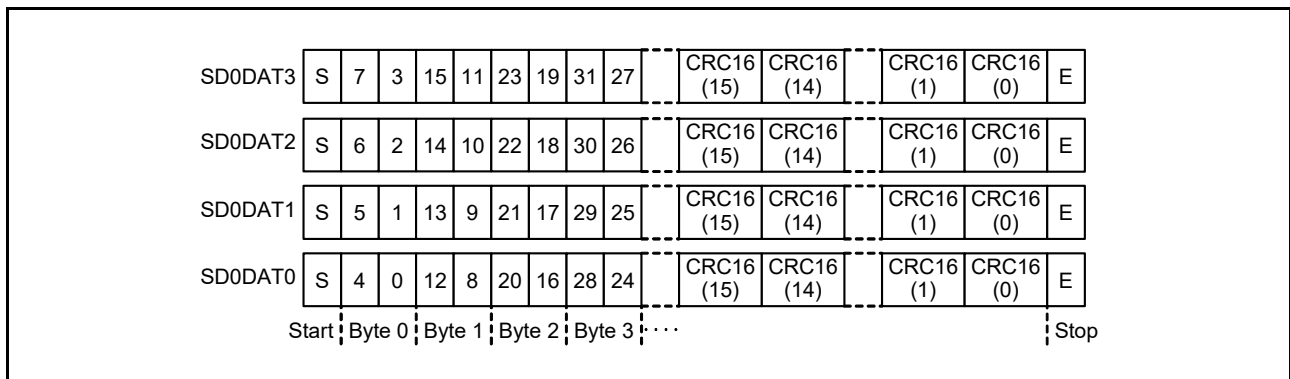 SD0DAT3 S 7 3 15 11 23 19 31 27 CRC16 (15) CRC16 (14) CRC16 (1) CRC16 (0) E
SD0DAT2 S 6 2 14 10 22 18 30 26 CRC16 (15) CRC16 (14) CRC16 (1) CRC16 (0) E
SD0DAT1 S 5 1 13 9 21 17 29 25 CRC16 (15) CRC16 (14) CRC16 (1) CRC16 (0) E
SD0DAT0 S 4 0 12 8 20 16 28 24 CRC16 (15) CRC16 (14) CRC16 (1) CRC16 (0) E
Start Byte 0 Byte 1 Byte 2 Byte 3 ···· Stop